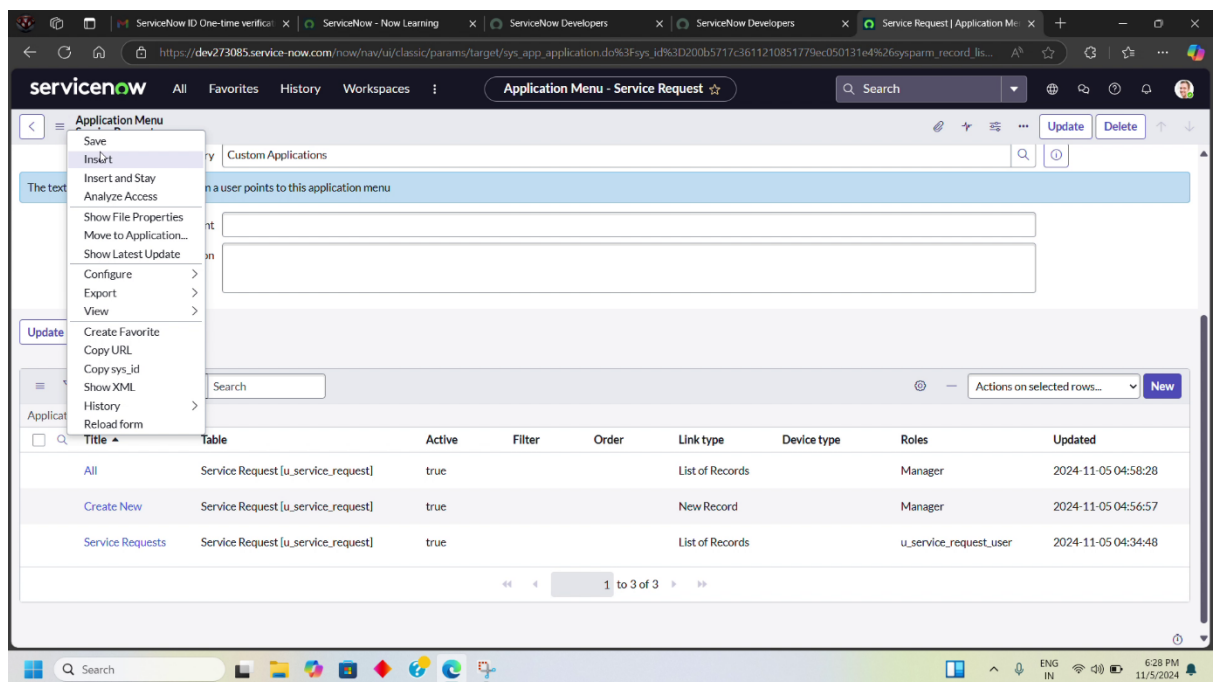 ServiceNow ID One-time verificat
ServiceNow - Now Learning
ServiceNow Developers
ServiceNow Developers
Service Request | Application Me
https://dev273085.service-now.com/now/nav/ui/classic/params/target/sys_app_application.do%3Fsys_id%3D200b5717c3611210851779ec050131e4%26sysparm_record_lis...
servicenow
All Favorites History Workspaces
Application Menu - Service Request
Search
Application Menu
Update Delete
Save
Insert
Insert and Stay
Analyze Access
Show File Properties
Move to Application...
Show Latest Update
Configure
Export
View
Create Favorite
Copy URL
Copy sys_id
Show XML
History
Reload form
ry Custom Applications
The text n a user points to this application menu
nt
on
Update
Search
Actions on selected rows... New
Applicat
Title Table Active Filter Order Link type Device type Roles Updated
All Service Request [u_service_request] true List of Records Manager 2024-11-05 04:58:28
Create New Service Request [u_service_request] true New Record Manager 2024-11-05 04:56:57
Service Requests Service Request [u_service_request] true List of Records u_service_request_user 2024-11-05 04:34:48
1 to 3 of 3
Search
ENG
IN
6:28 PM
11/5/2024